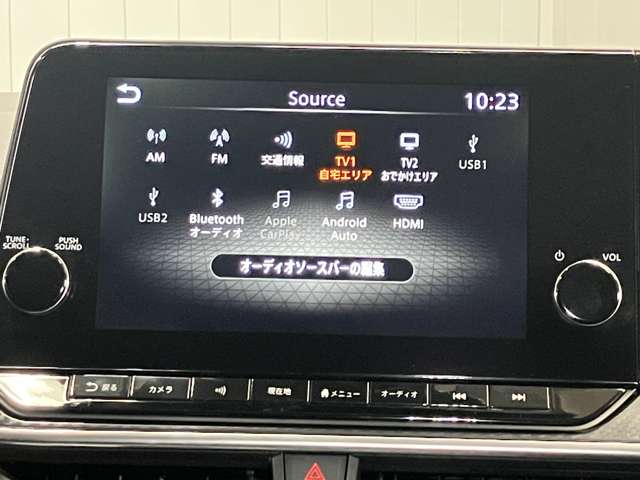 Source
10:23
AM
FM
交通情報
TV1
自宅エリア
TV2
おでかけエリア
USB1
USB2
Bluetooth
オーディオ
Apple
CarPlay
Android
Auto
HDMI
オーディオソースバーの編集
TUNE·
SCROLL
PUSH
SOUND
VOL
戻る
カメラ
現在地
メニュー
オーディオ